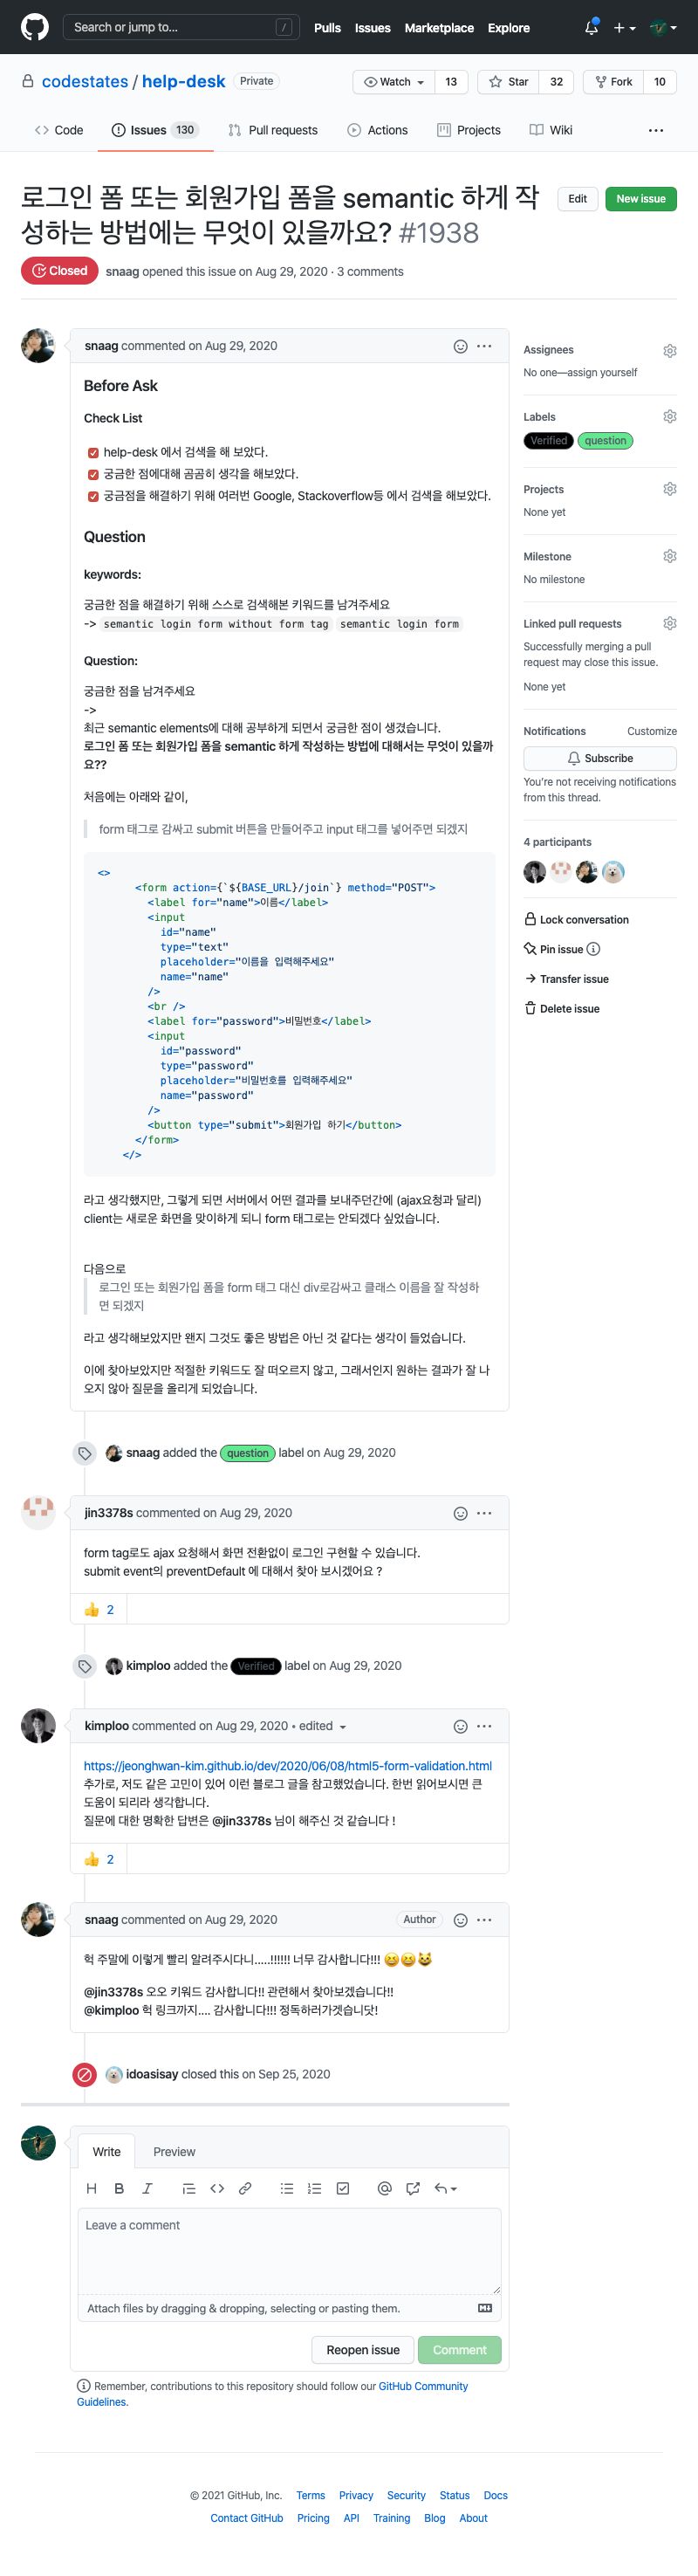 Search or jump to...
/
Pulls Issues Marketplace Explore
codestates / help-desk Private
Watch 13 Star 32 Fork 10
Code Issues 130 Pull requests Actions Projects Wiki
로그인 폼 또는 회원가입 폼을 semantic 하게 작
성하는 방법에는 무엇이 있을까요? #1938
Edit New issue
Closed snaag opened this issue on Aug 29, 2020 · 3 comments
snaag commented on Aug 29, 2020
Before Ask
Check List
help-desk 에서 검색을 해 보았다.
궁금한 점에대해 곰곰히 생각을 해보았다.
궁금점을 해결하기 위해 여러번 Google, Stackoverflow등 에서 검색을 해보았다.
Question
keywords:
궁금한 점을 해결하기 위해 스스로 검색해본 키워드를 남겨주세요
-> semantic login form without form tag semantic login form
Question:
궁금한 점을 남겨주세요
->
최근 semantic elements에 대해 공부하게 되면서 궁금한 점이 생겼습니다.
로그인 폼 또는 회원가입 폼을 semantic 하게 작성하는 방법에 대해서는 무엇이 있을까
요??
처음에는 아래와 같이,
form 태그로 감싸고 submit 버튼을 만들어주고 input 태그를 넣어주면 되겠지
<>
<form action={`${BASE_URL}/join`} method="POST">
<label for="name">이름</label>
<input
id="name"
type="text"
placeholder="이름을 입력해주세요"
name="name"
/>
<br />
<label for="password">비밀번호</label>
<input
id="password"
type="password"
placeholder="비밀번호를 입력해주세요"
name="password"
/>
<button type="submit">회원가입 하기</button>
</form>
</>
라고 생각했지만, 그렇게 되면 서버에서 어떤 결과를 보내주던간에 (ajax요청과 달리)
client는 새로운 화면을 맞이하게 되니 form 태그로는 안되겠다 싶었습니다.
다음으로
로그인 또는 회원가입 폼을 form 태그 대신 div로감싸고 클래스 이름을 잘 작성하
면 되겠지
라고 생각해보았지만 왠지 그것도 좋은 방법은 아닌 것 같다는 생각이 들었습니다.
이에 찾아보았지만 적절한 키워드도 잘 떠오르지 않고, 그래서인지 원하는 결과가 잘 나
오지 않아 질문을 올리게 되었습니다.
Assignees
No one—assign yourself
Labels
Verified question
Projects
None yet
Milestone
No milestone
Linked pull requests
Successfully merging a pull
request may close this issue.
None yet
Notifications Customize
Subscribe
You're not receiving notifications
from this thread.
4 participants
Lock conversation
Pin issue
Transfer issue
Delete issue
snaag added the question label on Aug 29, 2020
jin3378s commented on Aug 29, 2020
form tag로도 ajax 요청해서 화면 전환없이 로그인 구현할 수 있습니다.
submit event의 preventDefault 에 대해서 찾아 보시겠어요 ?
👍 2
kimploo added the Verified label on Aug 29, 2020
kimploo commented on Aug 29, 2020 • edited
https://jeonghwan-kim.github.io/dev/2020/06/08/html5-form-validation.html
추가로, 저도 같은 고민이 있어 이런 블로그 글을 참고했었습니다. 한번 읽어보시면 큰
도움이 되리라 생각합니다.
질문에 대한 명확한 답변은 @jin3378s 님이 해주신 것 같습니다 !
👍 2
snaag commented on Aug 29, 2020 Author
헉 주말에 이렇게 빨리 알려주시다니.....!!!!!! 너무 감사합니다!!! 😆😆😺
@jin3378s 오오 키워드 감사합니다!! 관련해서 찾아보겠습니다!!
@kimploo 헉 링크까지.... 감사합니다!!! 정독하러가겟습니닷!
idoasisay closed this on Sep 25, 2020
Write Preview
Leave a comment
Attach files by dragging & dropping, selecting or pasting them.
Reopen issue Comment
Remember, contributions to this repository should follow our GitHub Community
Guidelines.
© 2021 GitHub, Inc. Terms Privacy Security Status Docs
Contact GitHub Pricing API Training Blog About